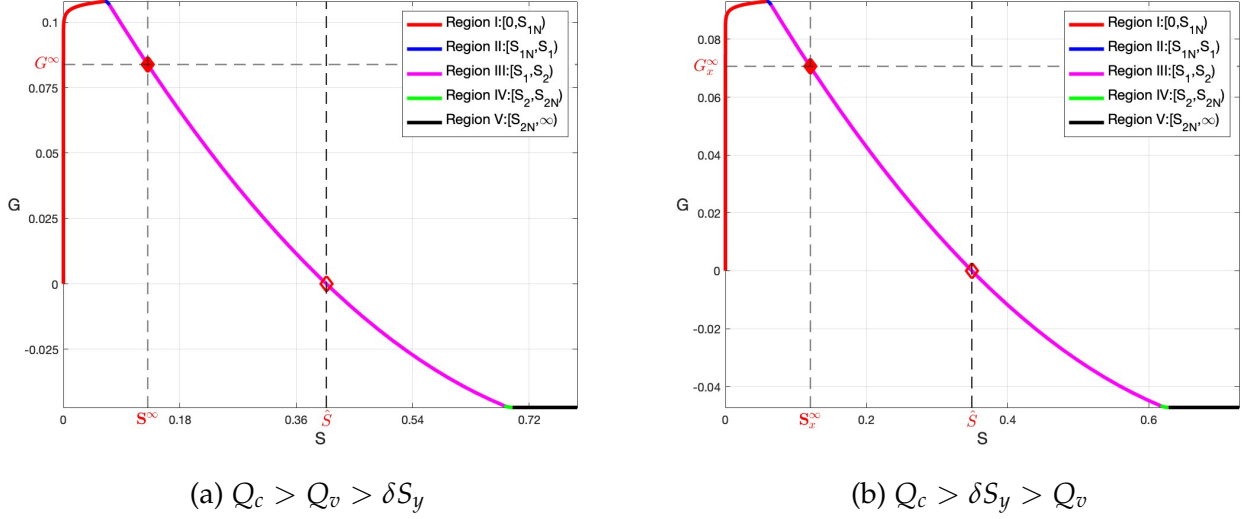 0.1
G^∞
0.075
0.05
0.025
G
0
-0.025
0
S^∞
0.18
0.36
Ŝ
0.54
0.72
S
Region I:[0,S_{1N})
Region II:[S_{1N},S_1)
Region III:[S_1,S_2)
Region IV:[S_2,S_{2N})
Region V:[S_{2N},∞)
(a) Q_c > Q_v > δS_y
0.08
G_x^∞
0.06
0.04
0.02
G
0
-0.02
-0.04
0
S_x^∞
0.2
0.4
Ŝ
0.6
S
Region I:[0,S_{1N})
Region II:[S_{1N},S_1)
Region III:[S_1,S_2)
Region IV:[S_2,S_{2N})
Region V:[S_{2N},∞)
(b) Q_c > δS_y > Q_v